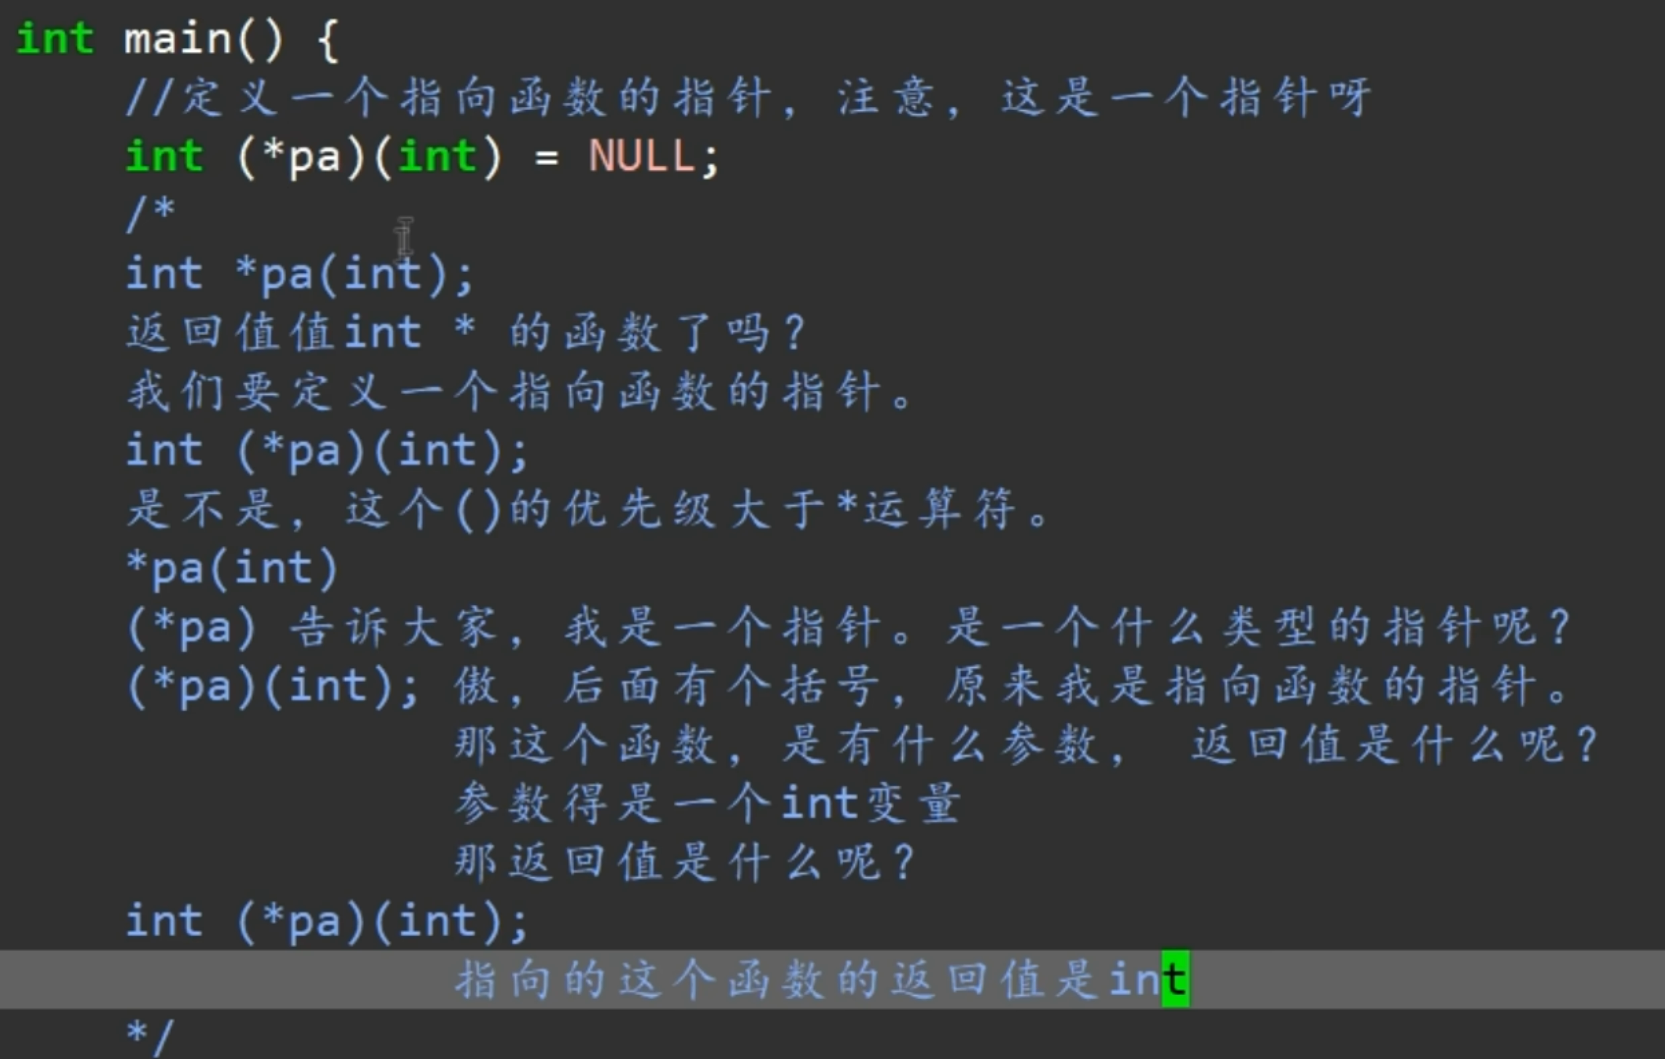 int main() {
//定义一个指向函数的指针，注意，这是一个指针呀
int (*pa)(int) = NULL;
/*
int *pa(int);
返回值值int * 的函数了吗？
我们要定义一个指向函数的指针。
int (*pa)(int);
是不是，这个()的优先级大于*运算符。
*pa(int)
(*pa) 告诉大家，我是一个指针。是一个什么类型的指针呢？
(*pa)(int); 傲，后面有个括号，原来我是指向函数的指针。
那这个函数，是有什么参数， 返回值是什么呢？
参数得是一个int变量
那返回值是什么呢？
int (*pa)(int);
指向的这个函数的返回值是int
*/